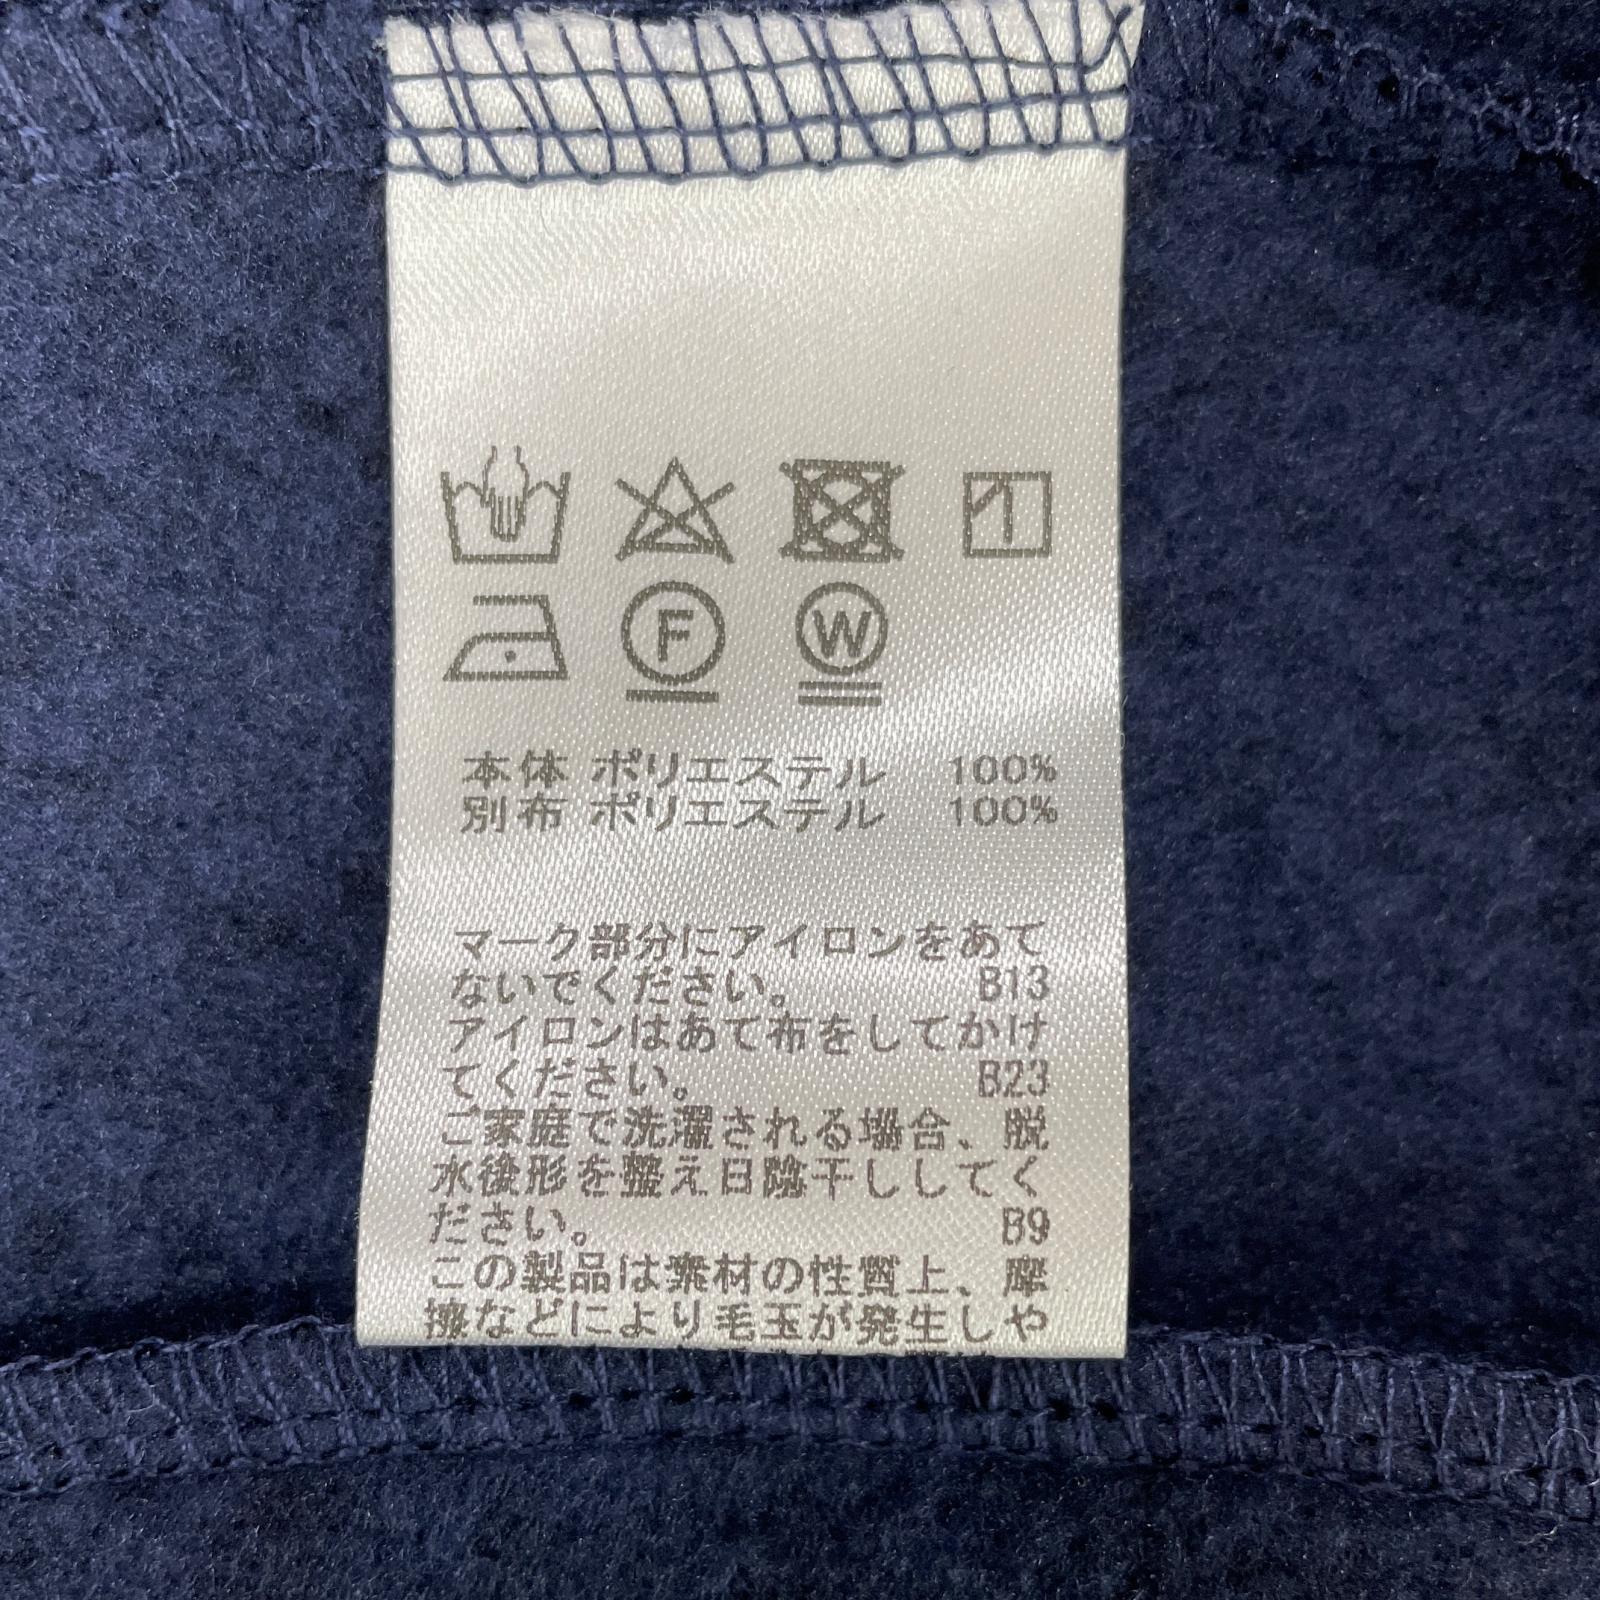 F W
本体 ポリエステル 100%
別布 ポリエステル 100%
マーク部分にアイロンをあて
ないでください。 B13
アイロンはあて布をしてかけ
てください。 B23
ご家庭で洗濯される場合、脱
水後形を整え日陰干ししてく
ださい。 B9
この製品は素材の性質上、摩
擦などにより毛玉が発生しや